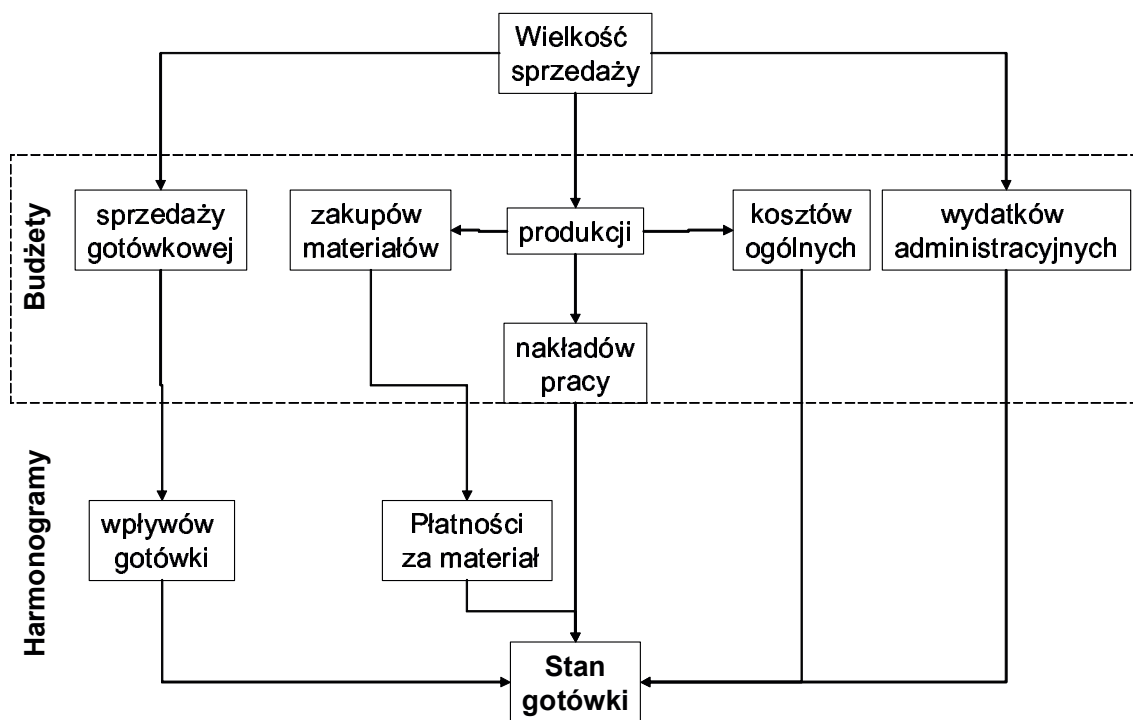 Wielkość
sprzedaży
Budżety
sprzedaży
gotówkowej
zakupów
materiałów
produkcji
kosztów
ogólnych
wydatków
administracyjnych
nakładów
pracy
Harmonogramy
wpływów
gotówki
Płatności
za materiał
Stan
gotówki